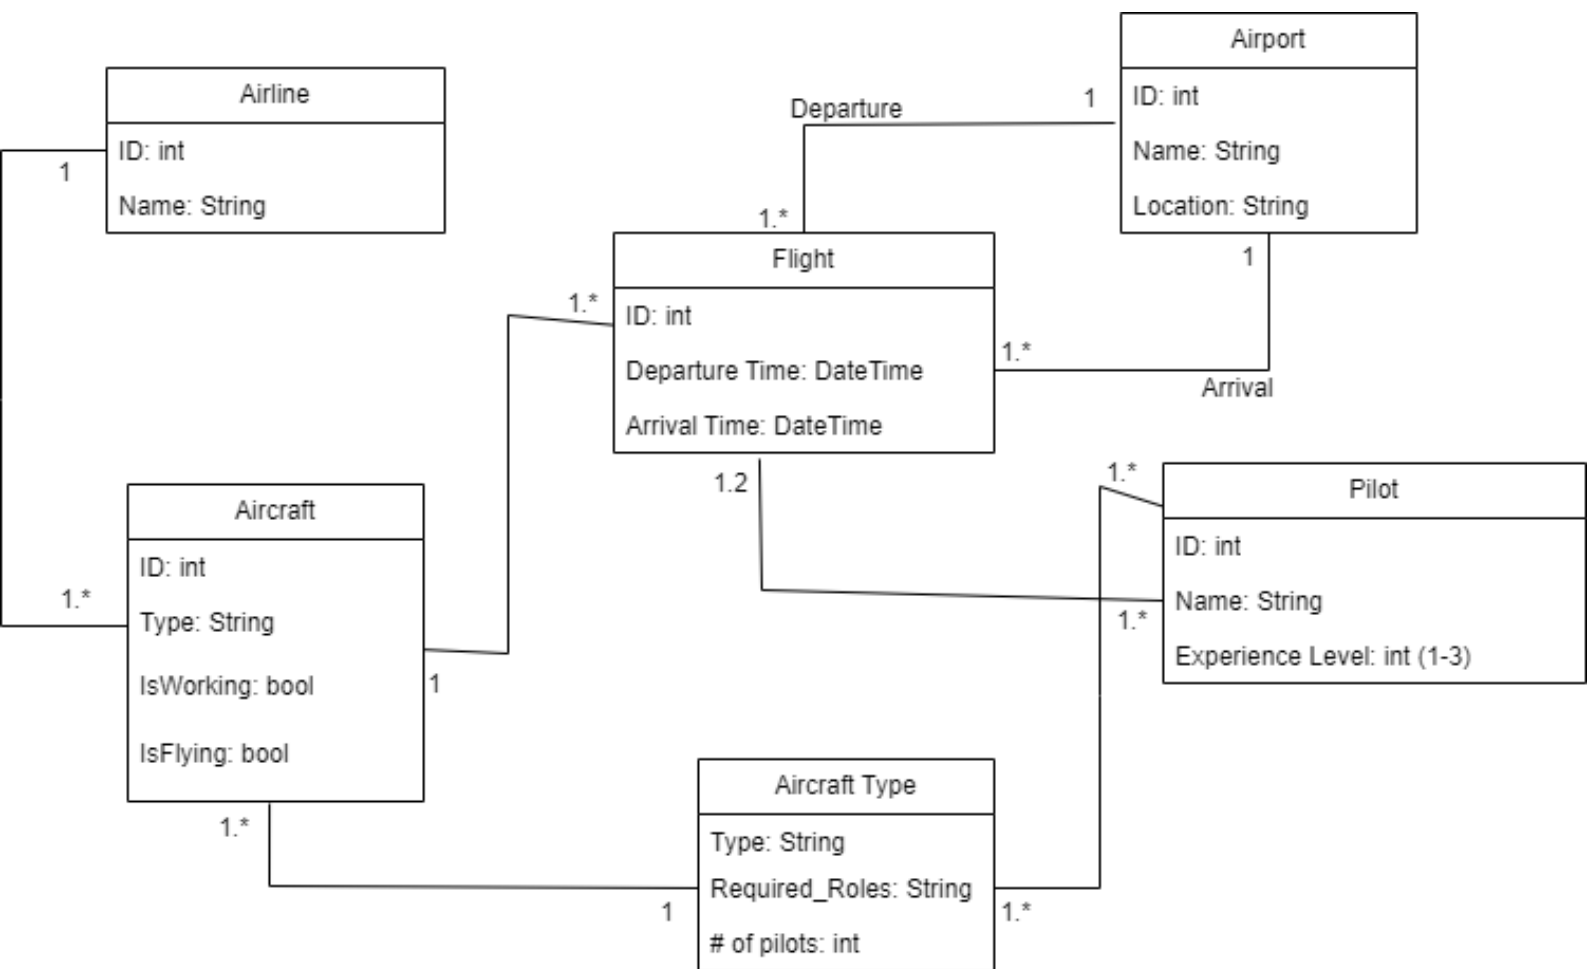 Airport
ID: int
Name: String
Location: String
1
1
Airline
ID: int
Name: String
1
Departure
1.*
Flight
ID: int
Departure Time: DateTime
Arrival Time: DateTime
1.*
1.*
Arrival
1.2
1.*
Pilot
ID: int
Name: String
Experience Level: int (1-3)
1.*
Aircraft
ID: int
Type: String
IsWorking: bool
IsFlying: bool
1.*
1
1.*
Aircraft Type
Type: String
Required_Roles: String
# of pilots: int
1
1.*